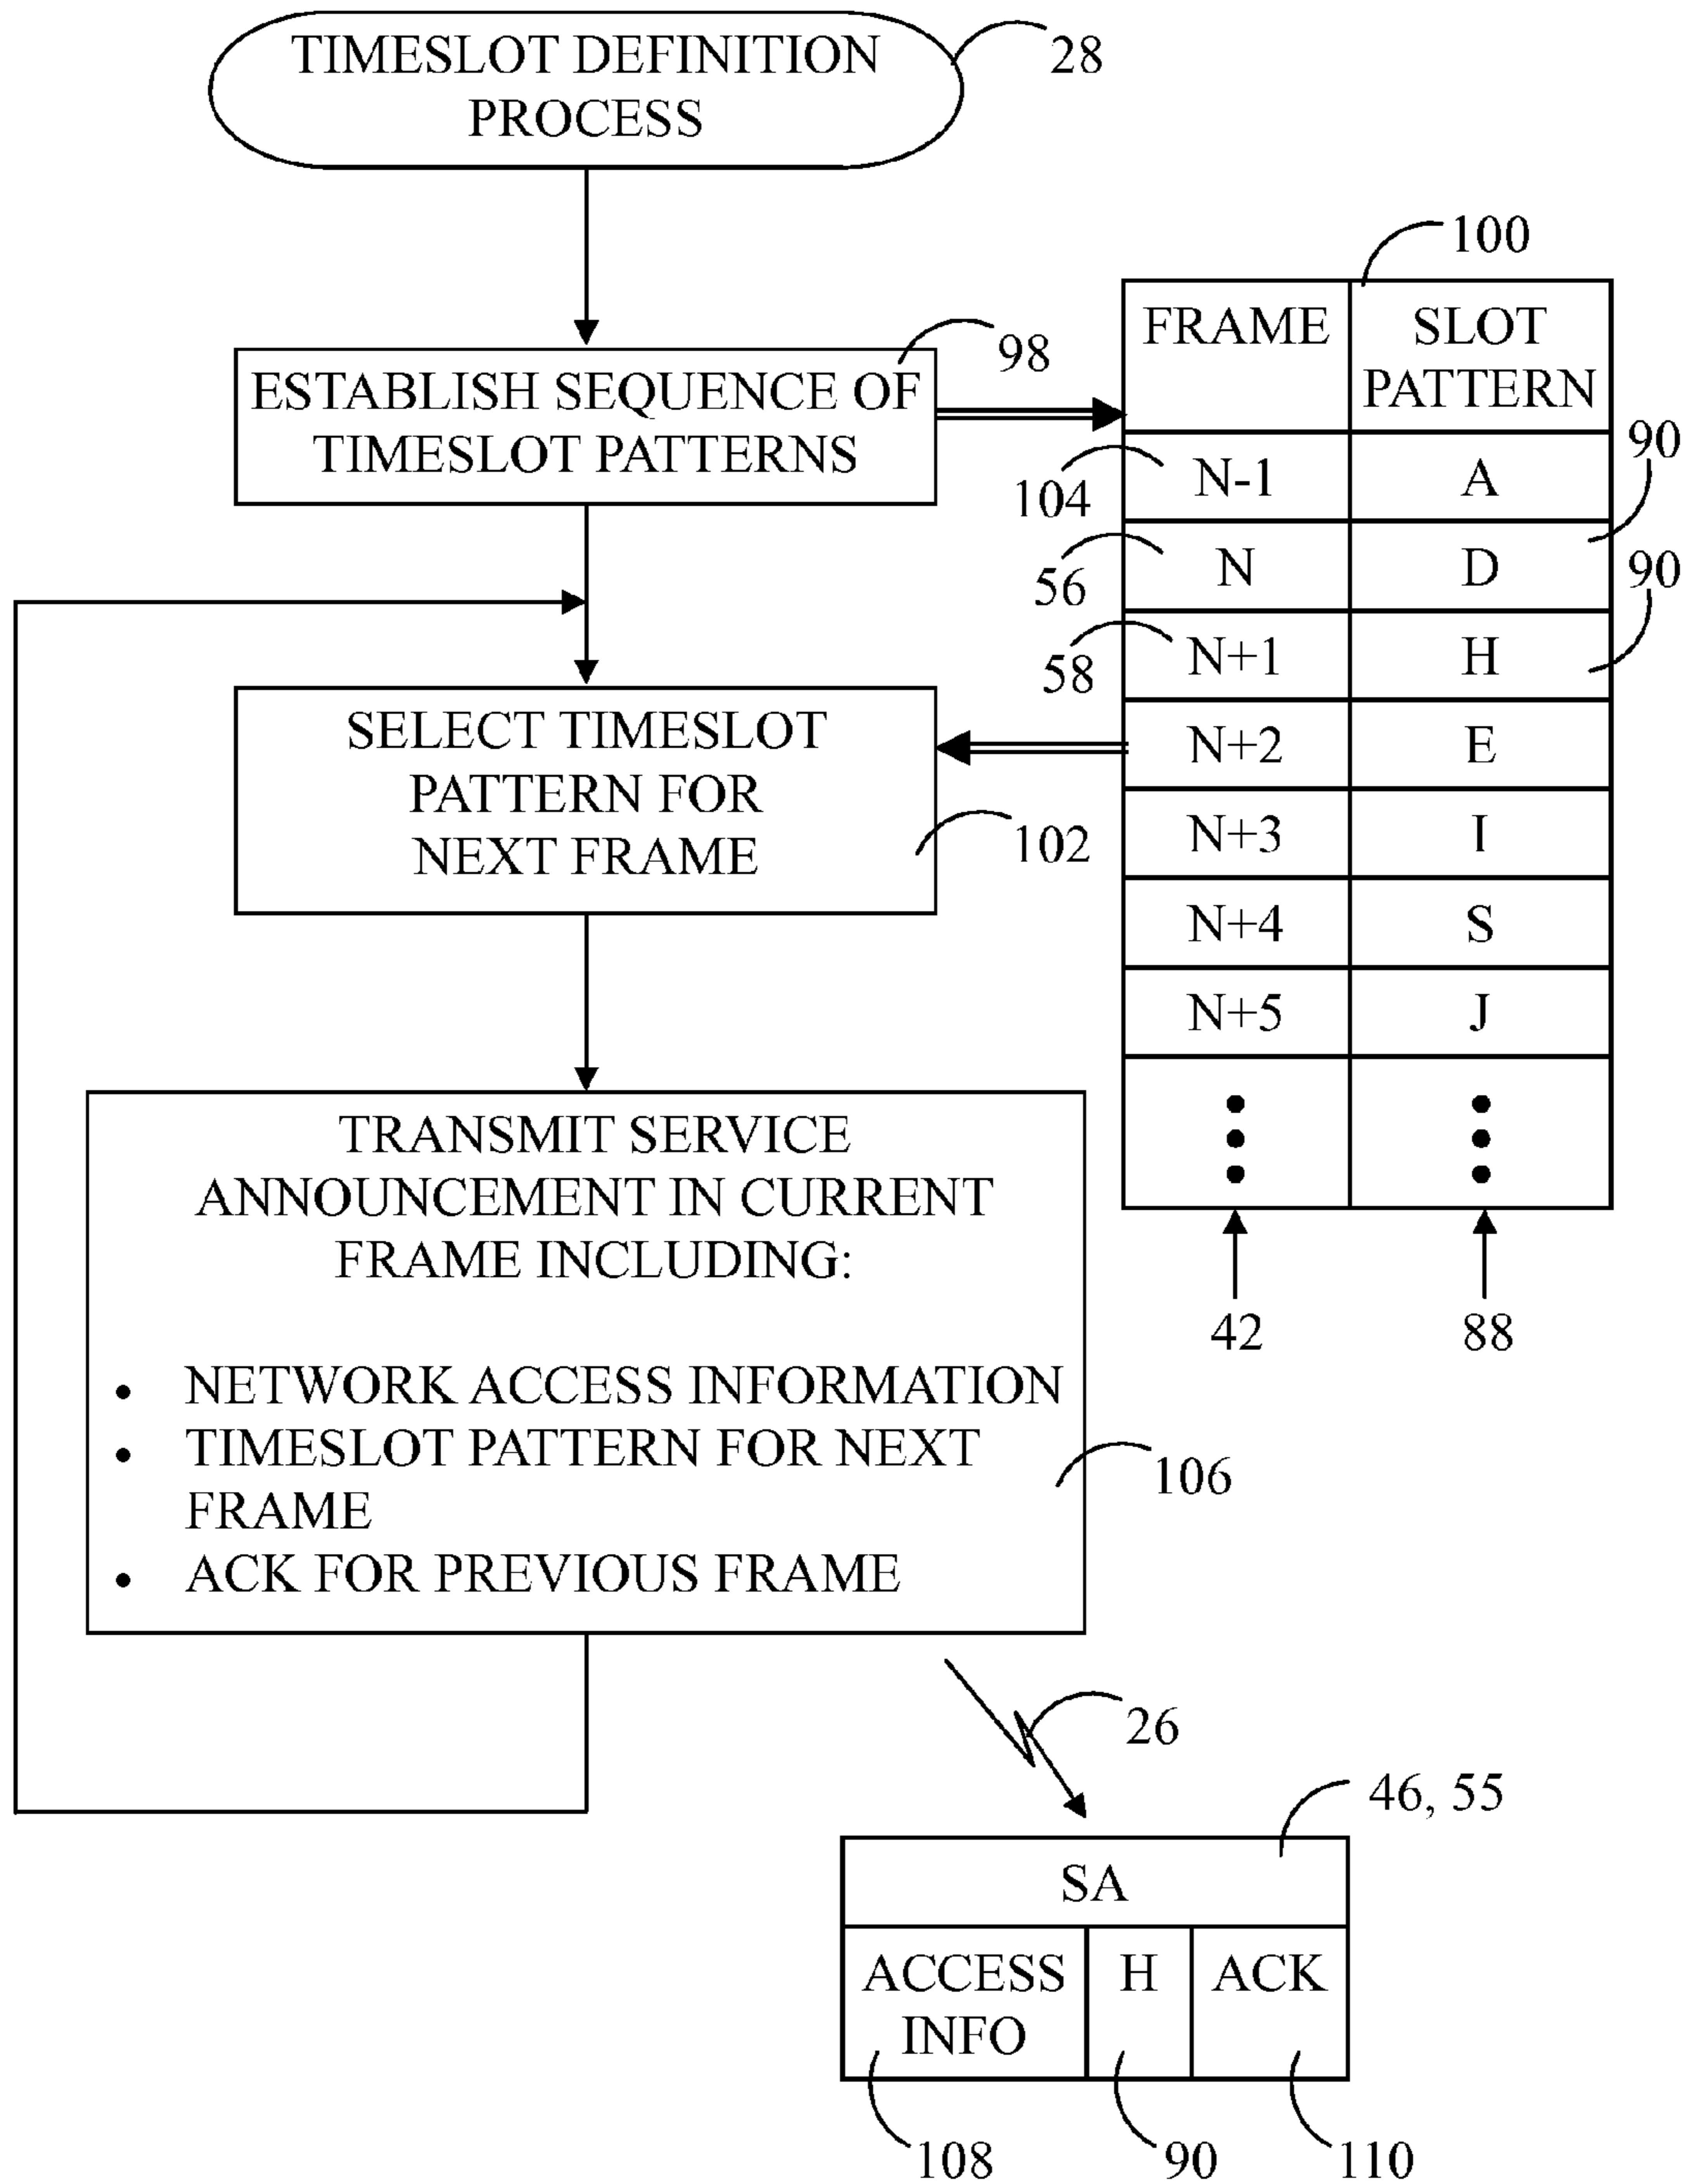 TIMESLOT DEFINITION
PROCESS
28
100
FRAME
SLOT
PATTERN
98
ESTABLISH SEQUENCE OF
TIMESLOT PATTERNS
90
104
N-1
A
56
N
D
90
58
N+1
H
SELECT TIMESLOT
PATTERN FOR
NEXT FRAME
102
N+2
E
N+3
I
N+4
S
N+5
J
42
88
TRANSMIT SERVICE
ANNOUNCEMENT IN CURRENT
FRAME INCLUDING:
• NETWORK ACCESS INFORMATION
• TIMESLOT PATTERN FOR NEXT
FRAME
• ACK FOR PREVIOUS FRAME
106
26
46, 55
SA
ACCESS
INFO
H
ACK
108
90
110